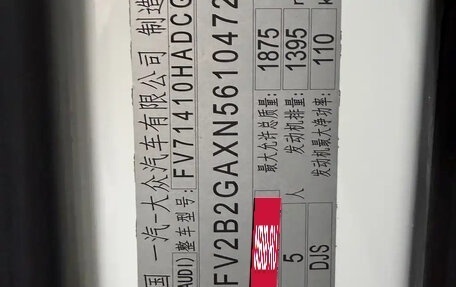 国 一汽-大众汽车有限公司 制造
AUDI) 整车型号: FV71410HADCG
FV2B2GAXN5610472
最大允许总质量: 1875
人 发动机排量: 1395
5 发动机最大净功率: 110
DJS